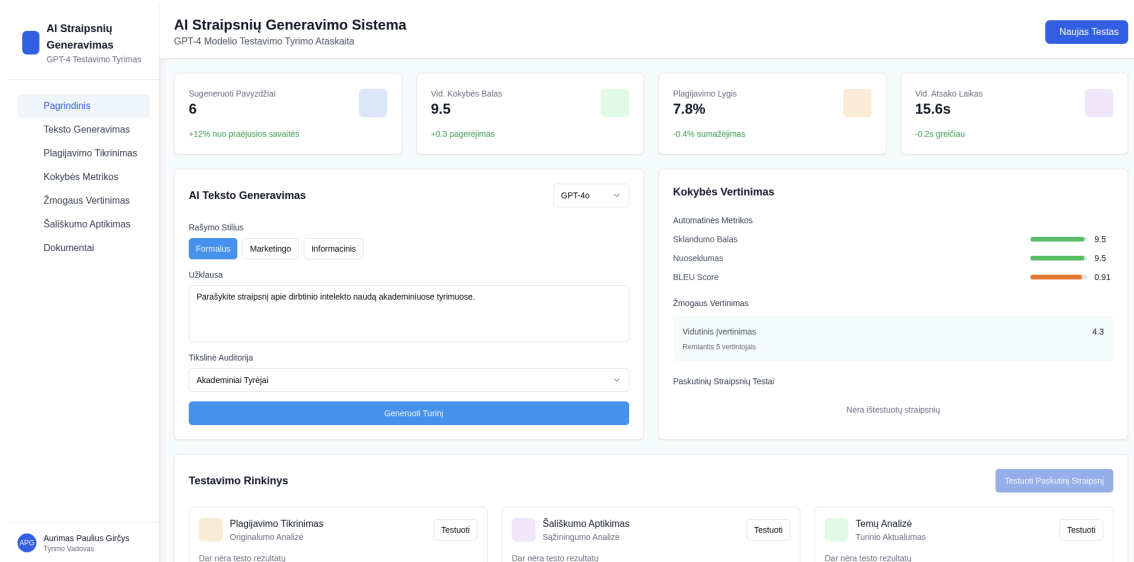 AI Straipsnių
Generavimas
GPT-4 Testavimo Tyrimas
Pagrindinis
Teksto Generavimas
Plagijavimo Tikrinimas
Kokybės Metrikos
Žmogaus Vertinimas
Šališkumo Aptikimas
Dokumentai
APG
Aurimas Paulius Girčys
Tyrimo Vadovas
AI Straipsnių Generavimo Sistema
GPT-4 Modelio Testavimo Tyrimo Ataskaita
Naujas Testas
Sugeneruoti Pavyzdžiai
6
+12% nuo praėjusios savaitės
Vid. Kokybės Balas
9.5
+0.3 pagerėjimas
Plagijavimo Lygis
7.8%
-0.4% sumažėjimas
Vid. Atsako Laikas
15.6s
-0.2s greičiau
AI Teksto Generavimas
GPT-4o
Rašymo Stilius
Formalus
Marketingo
Informacinis
Užklausa
Parašykite straipsnį apie dirbtinio intelekto naudą akademiniuose tyrimuose.
Tikslinė Auditorija
Akademiniai Tyrėjai
Generuoti Turinį
Kokybės Vertinimas
Automatinės Metrikos
Sklandumo Balas 9.5
Nuoseklumas 9.5
BLEU Score 0.91
Žmogaus Vertinimas
Vidutinis Įvertinimas 4.3
Remiantis 5 vertintojais
Paskutinių Straipsnių Testai
Nėra ištestuotų straipsnių
Testavimo Rinkinys
Testuoti Paskutinį Straipsnį
Plagijavimo Tikrinimas
Originalumo Analizė
Testuoti
Dar nėra testo rezultatų
Šališkumo Aptikimas
Sąžiningumo Analizė
Testuoti
Dar nėra testo rezultatų
Temų Analizė
Turinio Aktualumas
Testuoti
Dar nėra testo rezultatų